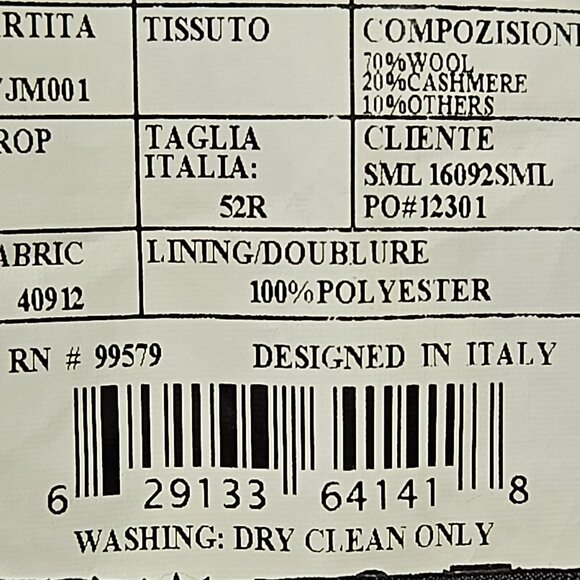 RTITA TISSUTO COMPOZISIONI
70%WOOL
20%CASHMERE
JM001 10%OTHERS
ROP TAGLIA CLIENTE
ITALIA: SML 16092SML
52R PO#12301
ABRIC LINING/DOUBLURE
40912 100%POLYESTER
RN # 99579 DESIGNED IN ITALY
6 29133 64141 8
WASHING: DRY CLEAN ONLY